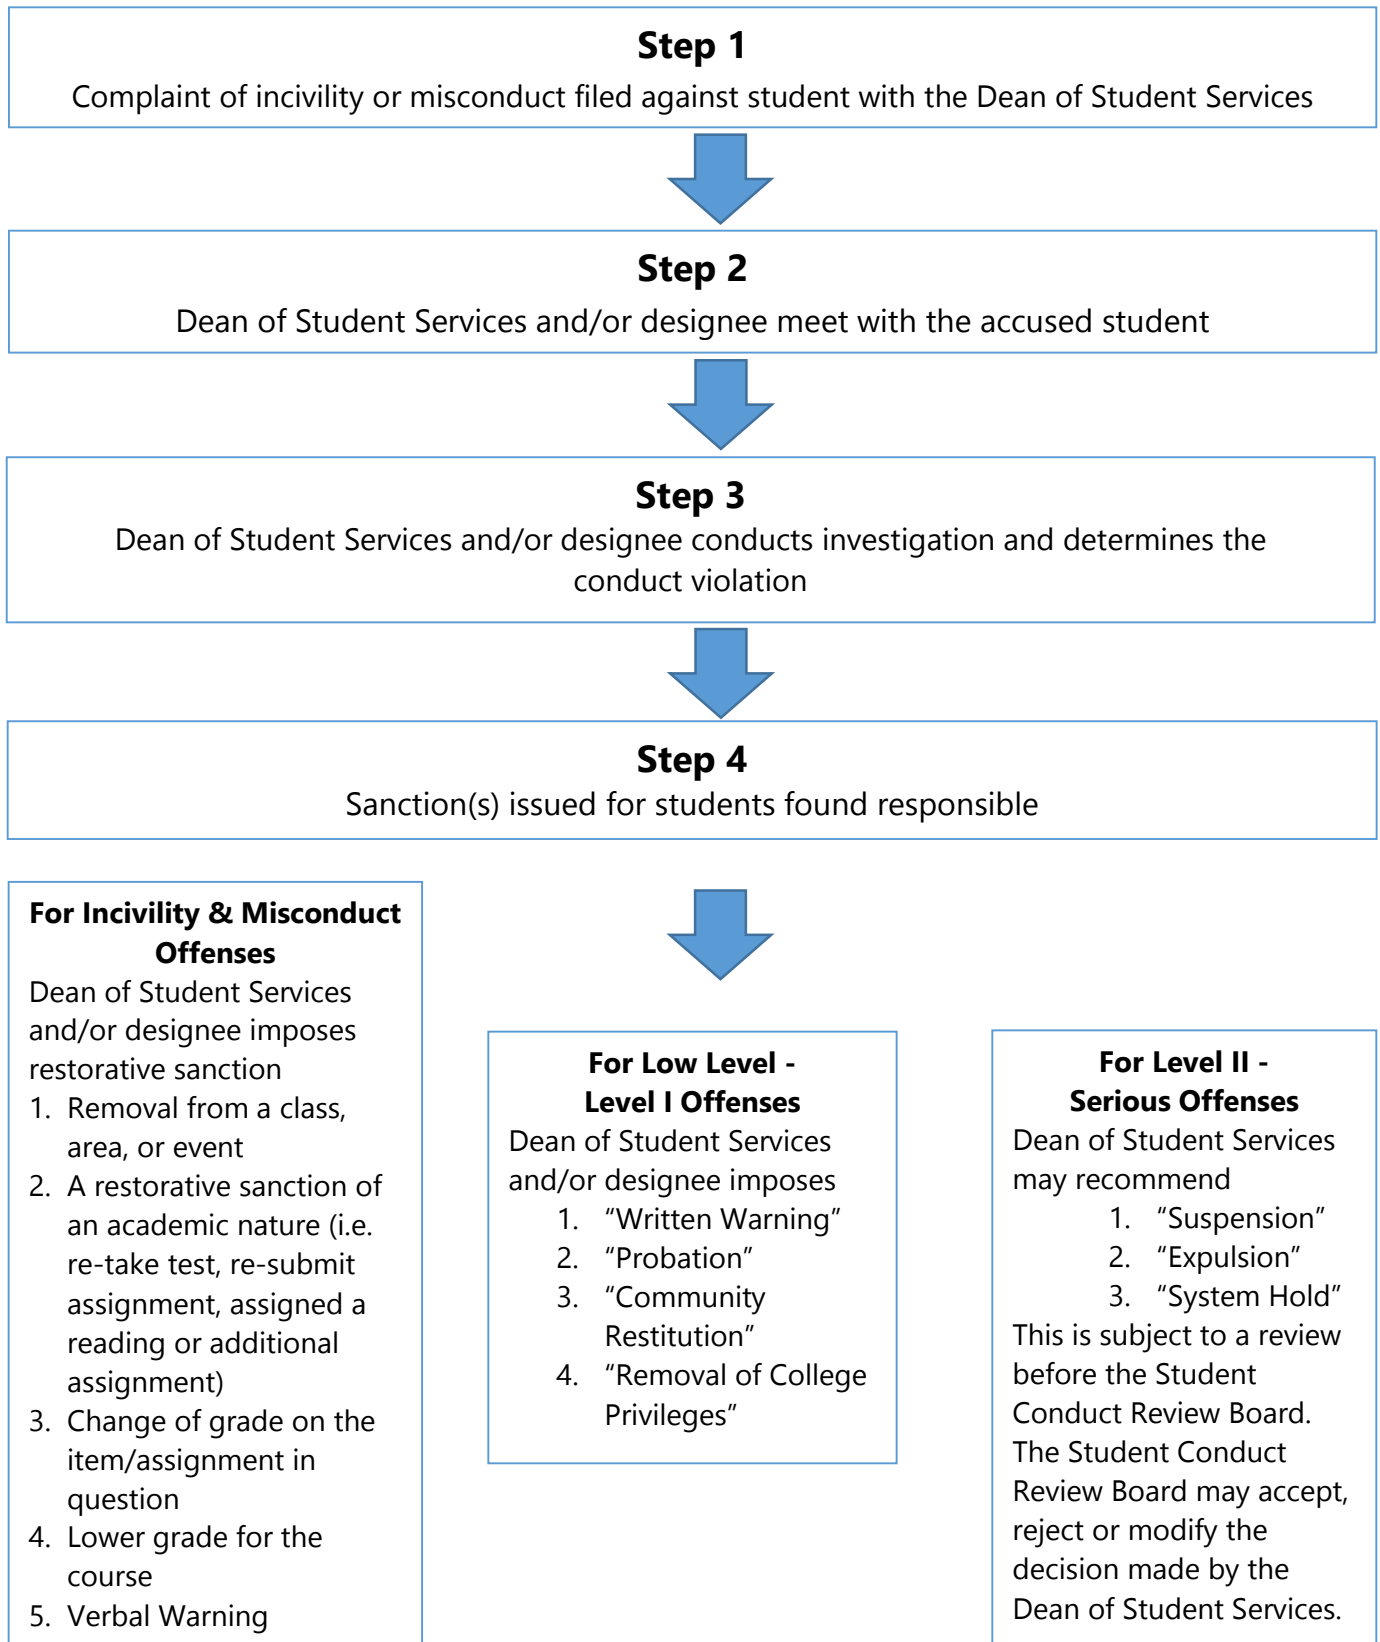 Step 1
Complaint of incivility or misconduct filed against student with the Dean of Student Services
Step 2
Dean of Student Services and/or designee meet with the accused student
Step 3
Dean of Student Services and/or designee conducts investigation and determines the
conduct violation
Step 4
Sanction(s) issued for students found responsible
For Incivility & Misconduct
Offenses
Dean of Student Services
and/or designee imposes
restorative sanction
1. Removal from a class,
area, or event
2. A restorative sanction of
an academic nature (i.e.
re-take test, re-submit
assignment, assigned a
reading or additional
assignment)
3. Change of grade on the
item/assignment in
question
4. Lower grade for the
course
5. Verbal Warning
For Low Level -
Level I Offenses
Dean of Student Services
and/or designee imposes
1. “Written Warning”
2. “Probation”
3. “Community
Restitution”
4. “Removal of College
Privileges”
For Level II -
Serious Offenses
Dean of Student Services
may recommend
1. “Suspension”
2. “Expulsion”
3. “System Hold”
This is subject to a review
before the Student
Conduct Review Board.
The Student Conduct
Review Board may accept,
reject or modify the
decision made by the
Dean of Student Services.